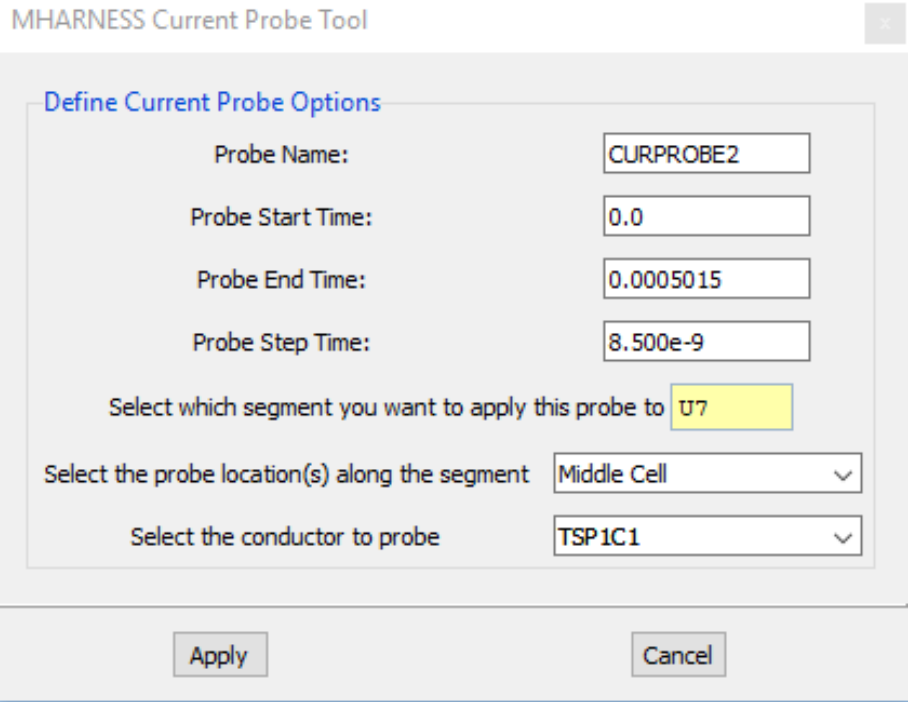 MHARNESS Current Probe Tool
x
Define Current Probe Options
Probe Name: CURPROBE2
Probe Start Time: 0.0
Probe End Time: 0.0005015
Probe Step Time: 8.500e-9
Select which segment you want to apply this probe to U7
Select the probe location(s) along the segment Middle Cell
Select the conductor to probe TSP1C1
Apply Cancel